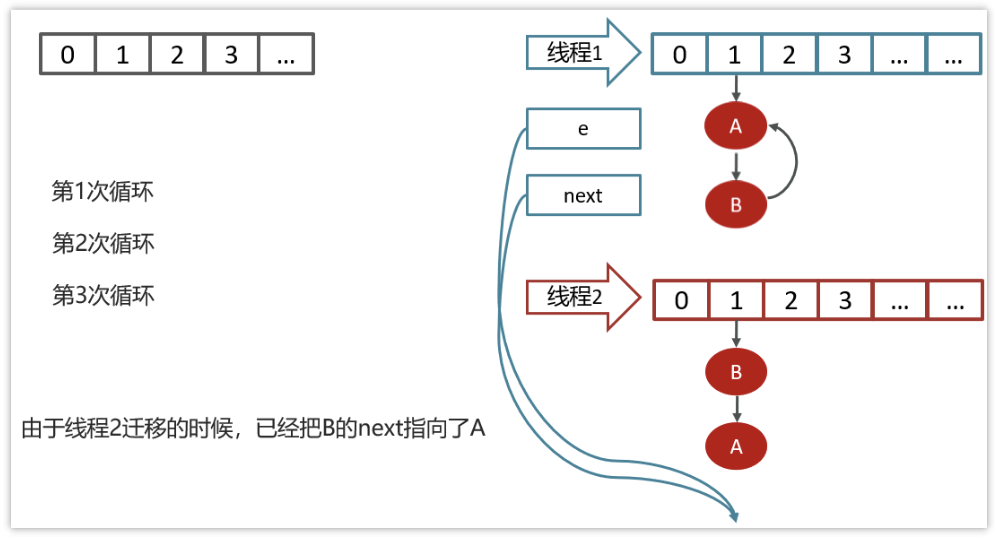 0 1 2 3 ...
线程1
0 1 2 3 ... ...
A
e
next
B
第1次循环
第2次循环
第3次循环
线程2
0 1 2 3 ... ...
B
由于线程2迁移的时候，已经把B的next指向了A
A